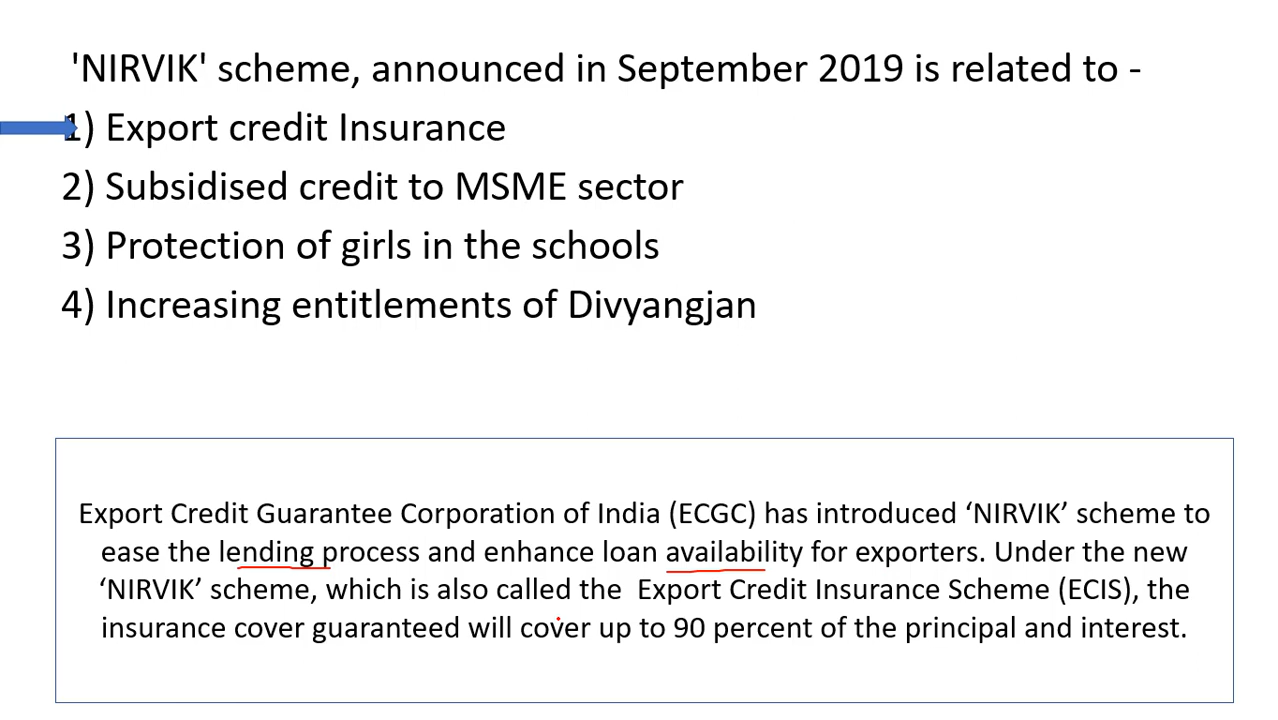 'NIRVIK' scheme, announced in September 2019 is related to -
1) Export credit Insurance
2) Subsidised credit to MSME sector
3) Protection of girls in the schools
4) Increasing entitlements of Divyangjan
Export Credit Guarantee Corporation of India (ECGC) has introduced ‘NIRVIK’ scheme to
ease the lending process and enhance loan availability for exporters. Under the new
‘NIRVIK’ scheme, which is also called the  Export Credit Insurance Scheme (ECIS), the
insurance cover guaranteed will cover up to 90 percent of the principal and interest.